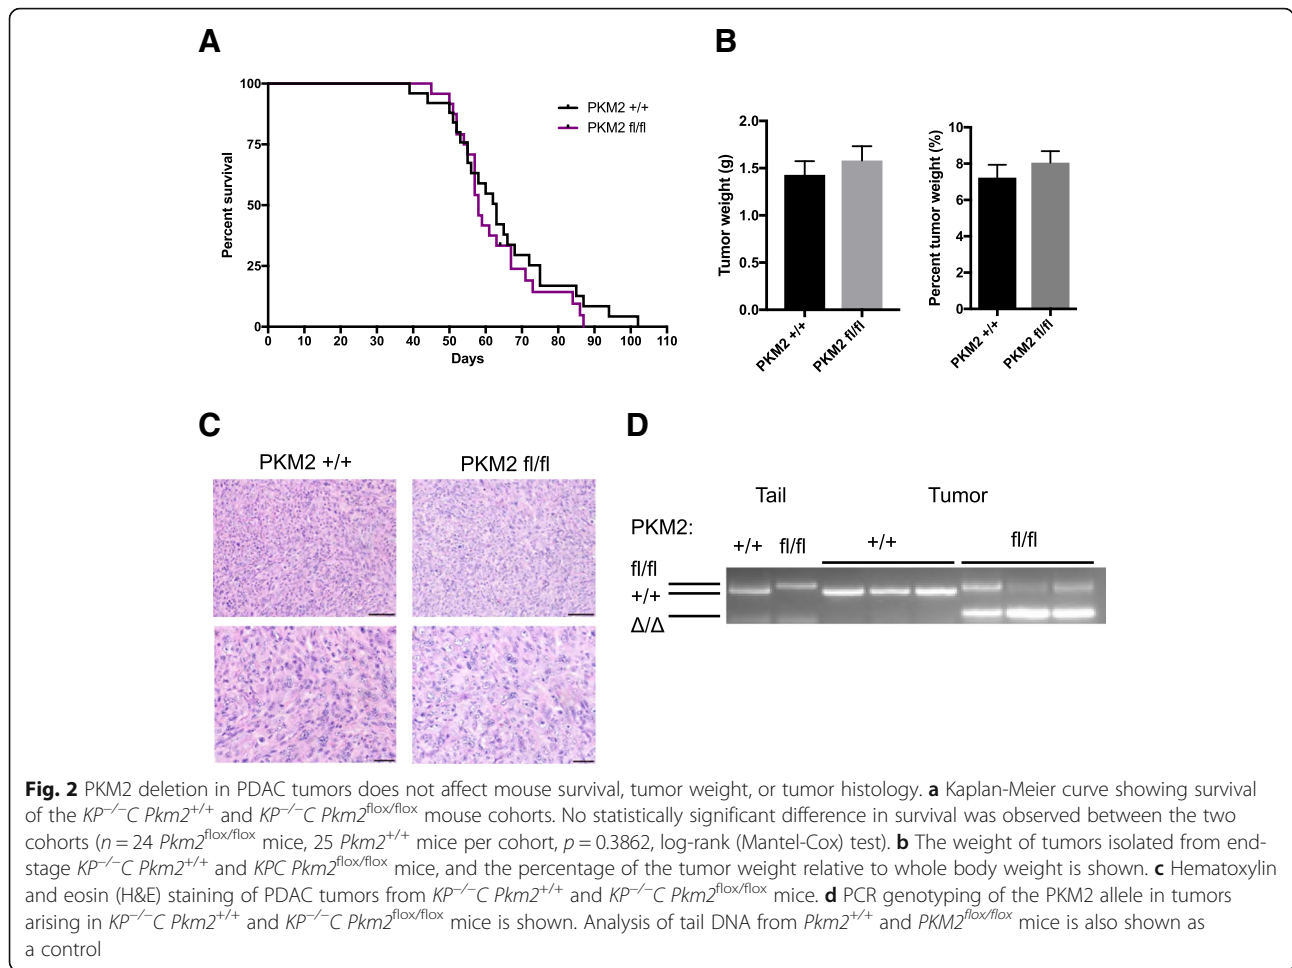 A
B
100
75
50
25
0
Percent survival
0 10 20 30 40 50 60 70 80 90 100 110
Days
PKM2 +/+
PKM2 fl/fl
2.0
1.5
1.0
0.5
0.0
Tumor weight (g)
PKM2 +/+
PKM2 fl/fl
10
8
6
4
2
0
Percent tumor weight (%)
PKM2 +/+
PKM2 fl/fl
C
D
PKM2 +/+ PKM2 fl/fl
Tail Tumor
PKM2:
+/+ fl/fl +/+ fl/fl
fl/fl
+/+
Δ/Δ
Fig. 2 PKM2 deletion in PDAC tumors does not affect mouse survival, tumor weight, or tumor histology. a Kaplan-Meier curve showing survival
of the KP−/−C Pkm2+/+ and KP−/−C Pkm2flox/flox mouse cohorts. No statistically significant difference in survival was observed between the two
cohorts (n = 24 Pkm2flox/flox mice, 25 Pkm2+/+ mice per cohort, p = 0.3862, log-rank (Mantel-Cox) test). b The weight of tumors isolated from end-
stage KP−/−C Pkm2+/+ and KPC Pkm2flox/flox mice, and the percentage of the tumor weight relative to whole body weight is shown. c Hematoxylin
and eosin (H&E) staining of PDAC tumors from KP−/−C Pkm2+/+ and KP−/−C Pkm2flox/flox mice. d PCR genotyping of the PKM2 allele in tumors
arising in KP−/−C Pkm2+/+ and KP−/−C Pkm2flox/flox mice is shown. Analysis of tail DNA from Pkm2+/+ and PKM2flox/flox mice is also shown as
a control